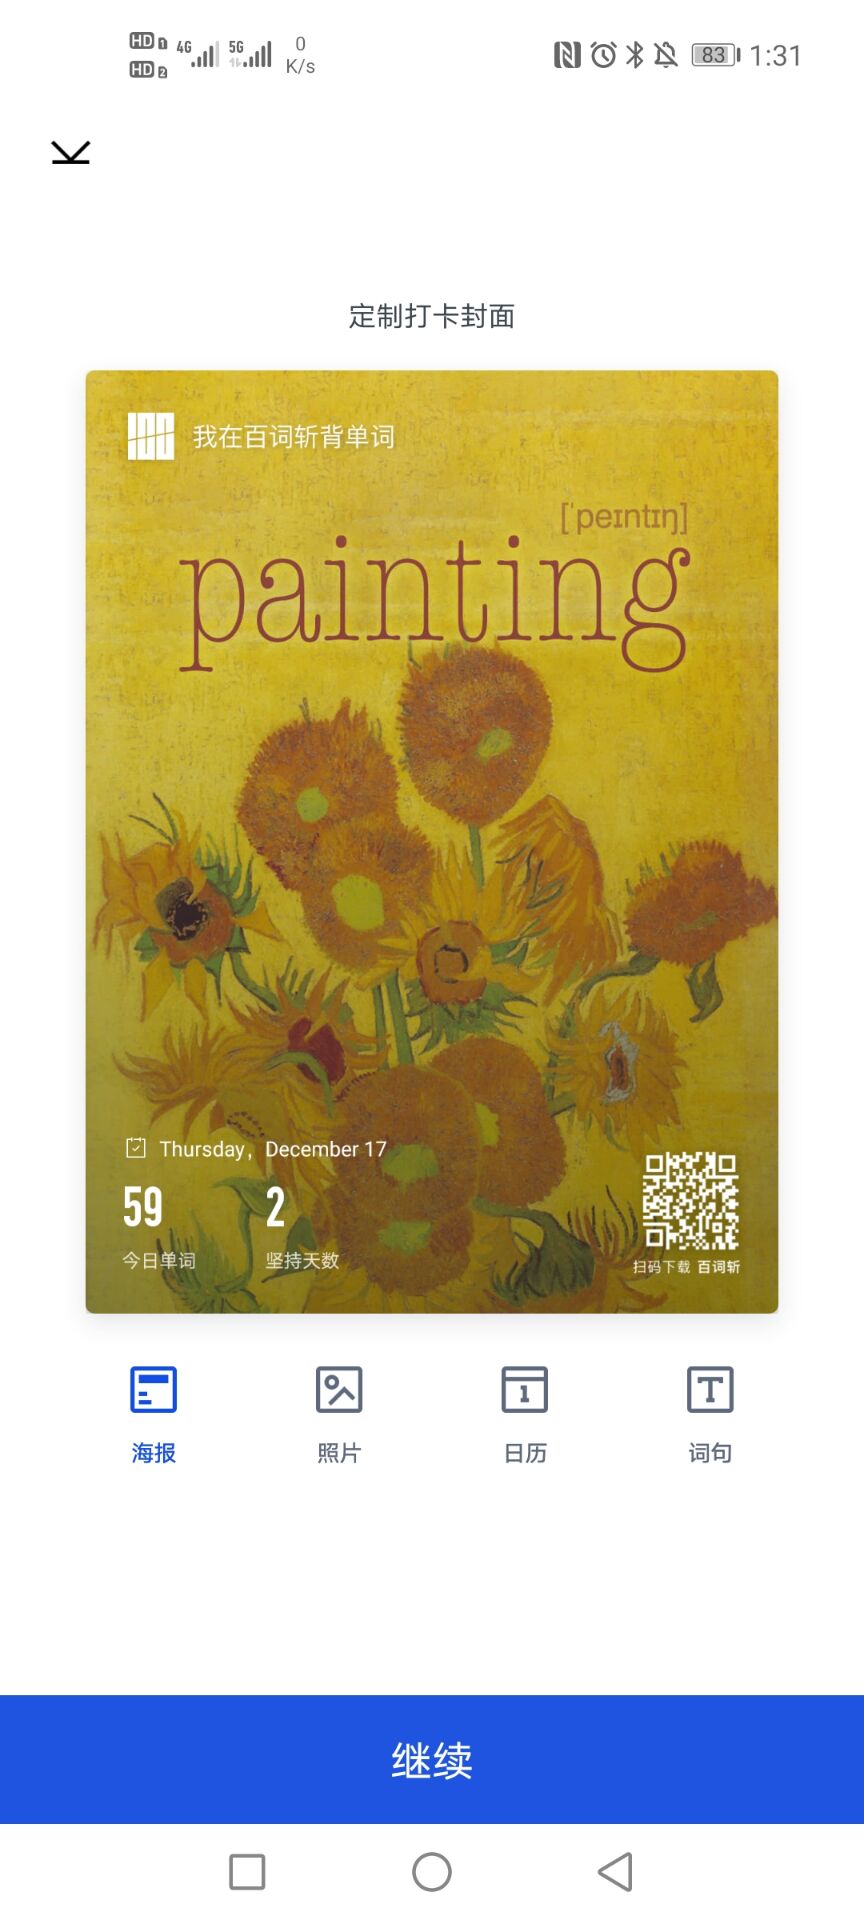 HD 1 4G 5G 0 83 1:31
HD 2 K/s
定制打卡封面
我在百词斩背单词
['peɪntɪŋ]
painting
Thursday，December 17
59 2
今日单词 坚持天数
扫码下载 百词斩
海报 照片 日历 词句
继续